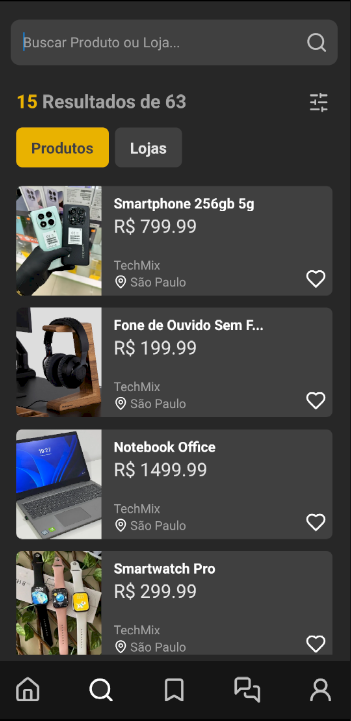 Buscar Produto ou Loja...
15 Resultados de 63
Produtos Lojas
Smartphone 256gb 5g
R$ 799.99
TechMix
São Paulo
Fone de Ouvido Sem F...
R$ 199.99
TechMix
São Paulo
Notebook Office
R$ 1499.99
TechMix
São Paulo
Smartwatch Pro
R$ 299.99
TechMix
São Paulo